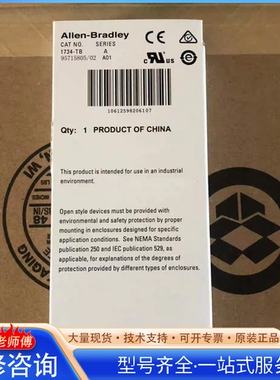 Allen-Bradley
CAT NO. SERIES
1734-TB A
95715805/02 A01
10612598206107
Qty: 1 PRODUCT OF CHINA
This product is intended for use in an industrial
environment.
Open style devices must be provided with
environmental and safety protection by proper
mounting in enclosures designed for specific
application conditions. See NEMA Standards
publication 250 and IEC publication 529, as
applicable, for explanations of the degrees of
protection provided by different types of enclosures.
老师傅
大量现货·技术支持·可开专票·原装正品
修咨询
型号齐全·一站式服务